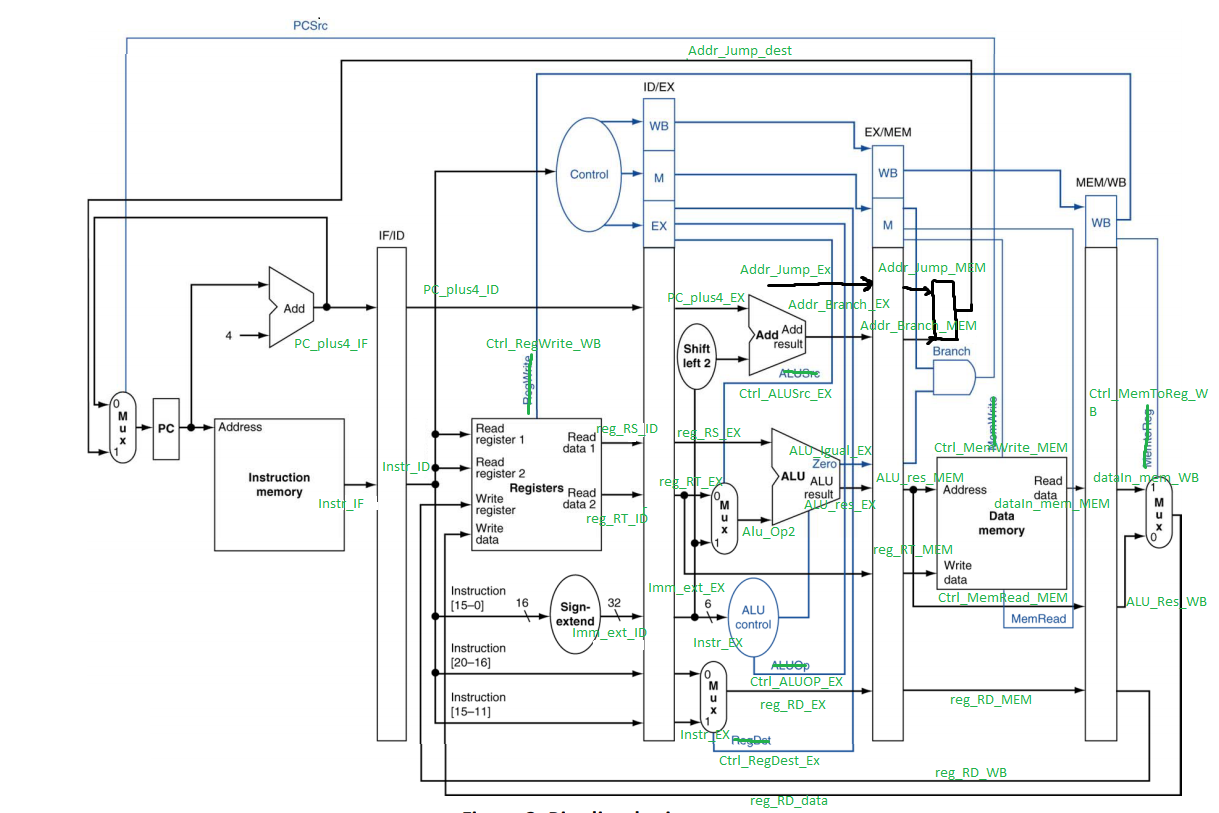 PCSrc
Addr_Jump_dest
ID/EX
WB
EX/MEM
Control
M
WB
MEM/WB
EX
M
WB
IF/ID
Addr_Jump_Ex
Addr_Jump_MEM
PC_plus4_ID
PC_plus4_EX
Addr_Branch_EX
Add
Add
Add
result
Addr_Branch_MEM
4
PC_plus4_IF
Ctrl_RegWrite_WB
Shift
left 2
Branch
RegWrite
ALUSrc
Ctrl_ALUSrc_EX
Ctrl_MemToReg_W
B
0
M
u
x
1
PC
Address
Instruction
memory
Instr_IF
Instr_ID
Read
register 1
Read
register 2
Write
register
Write
data
Registers
Read
data 1
Read
data 2
reg_RS_ID
reg_RT_ID
reg_RS_EX
reg_RT_EX
0
M
u
x
1
Alu_Op2
ALU
ALU_Igual_EX
Zero
ALU
result
ALU_res_EX
ALU_res_MEM
MemWrite
Ctrl_MemWrite_MEM
Address
Read
data
dataIn_mem_MEM
Data
memory
Write
data
reg_RT_MEM
Ctrl_MemRead_MEM
MemRead
MemtoReg
dataIn_mem_WB
1
M
u
x
0
ALU_Res_WB
Instruction
[15–0]
16
Sign-
extend
32
Imm_ext_ID
Imm_ext_EX
6
ALU
control
Instr_EX
Instruction
[20–16]
ALUOp
Ctrl_ALUOP_EX
0
M
u
x
1
reg_RD_EX
reg_RD_MEM
Instruction
[15–11]
Instr_EX
RegDst
Ctrl_RegDest_Ex
reg_RD_WB
reg_RD_data